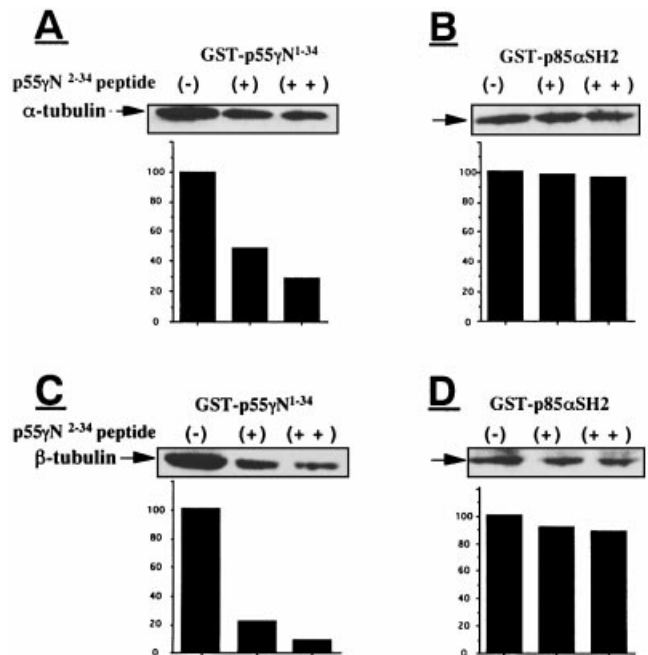 A
GST-p55γN¹⁻³⁴
p55γN ²⁻³⁴ peptide (-) (+) (+ +)
α-tubulin
100
80
60
40
20
0
B
GST-p85αSH2
(-) (+) (+ +)
100
80
60
40
20
0
C
GST-p55γN¹⁻³⁴
p55γN ²⁻³⁴ peptide (-) (+) (+ +)
β-tubulin
100
80
60
40
20
0
D
GST-p85αSH2
(-) (+) (+ +)
100
80
60
40
20
0